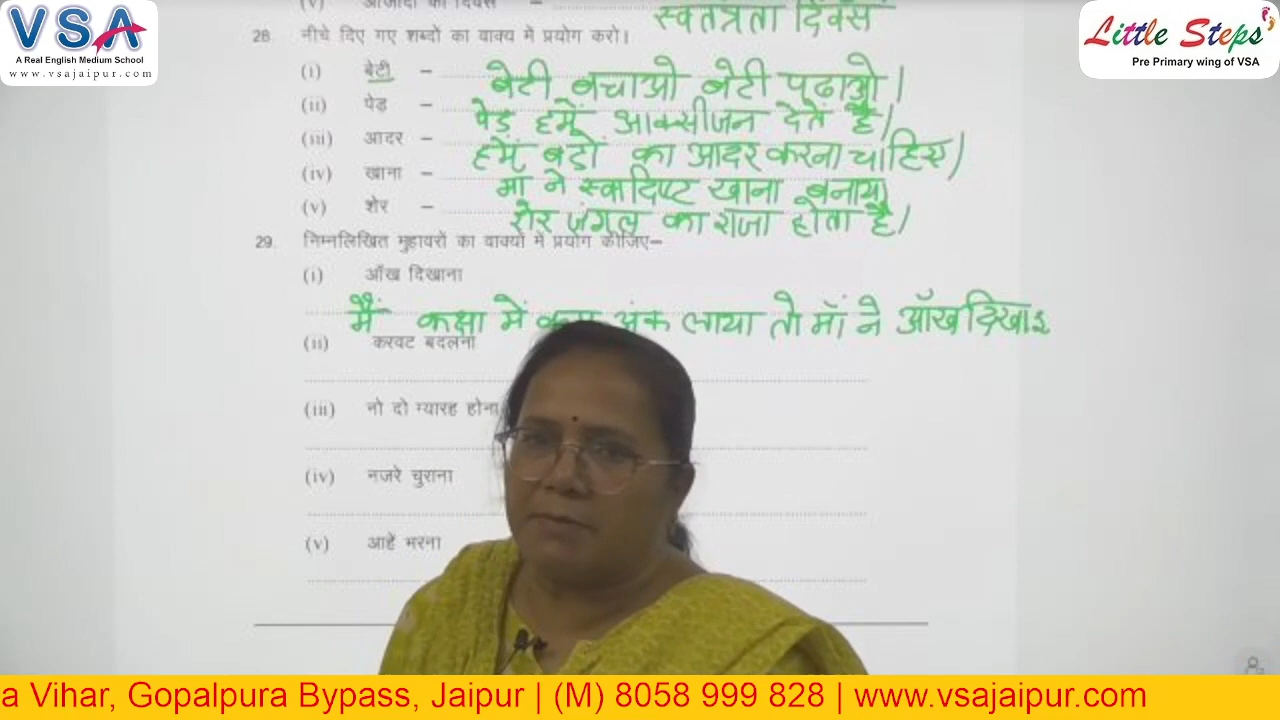 VSA
A Real English Medium School
www.vsajaipur.com
Little Steps
Pre Primary wing of VSA
(v) आजादी का दिवस – स्वतंत्रता दिवस
28. नीचे दिए गए शब्दों का वाक्य में प्रयोग करो।
(i) बेटी – बेटी बचाओ बेटी पढाओ।
(ii) पेड़ – पेड़ हमें आक्सीजन देते है।
(iii) आदर – हमें बड़ों का आदर करना चाहिए।
(iv) खाना – मां ने स्वादिष्ट खाना बनाया
(v) शेर – शेर जंगल का राजा होता है।
29. निम्नलिखित मुहावरों का वाक्यों में प्रयोग कीजिए–
(i) आँख दिखाना
मैं कक्षा में कम अंक लाया तो माँ ने आँख दिखाई
(ii) करवट बदलना
(iii) नो दो ग्यारह होना
(iv) नजरे चुराना
(v) आहें भरना
a Vihar, Gopalpura Bypass, Jaipur | (M) 8058 999 828 | www.vsajaipur.com